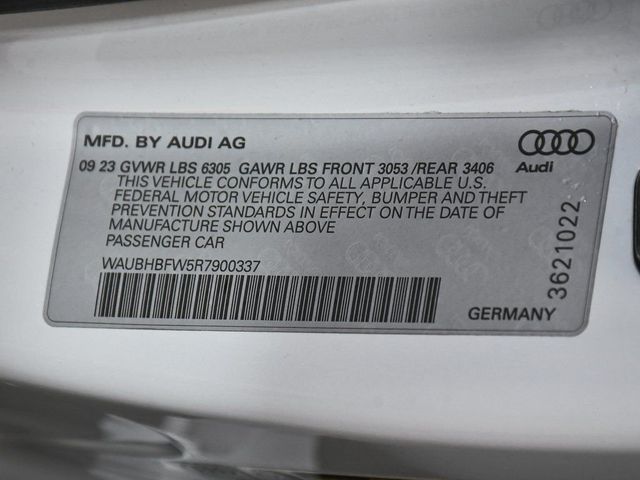 MFD. BY AUDI AG
Audi
09 23 GVWR LBS 6305 GAWR LBS FRONT 3053 /REAR 3406
THIS VEHICLE CONFORMS TO ALL APPLICABLE U.S.
FEDERAL MOTOR VEHICLE SAFETY, BUMPER AND THEFT
PREVENTION STANDARDS IN EFFECT ON THE DATE OF
MANUFACTURE SHOWN ABOVE
PASSENGER CAR
WAUBHBFW5R7900337
GERMANY
3621022